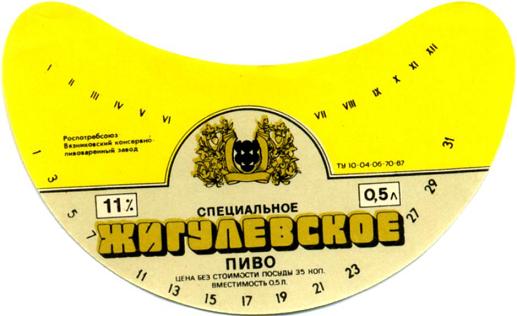 I II III IV V VI
VII VIII IX X XI XII
Роспотребсоюз
Вязниковский консервно-
пивоваренный завод
ТУ 10-04-06-70-87
11%
0,5л
СПЕЦИАЛЬНОЕ
ЖИГУЛЕВСКОЕ
ПИВО
ЦЕНА БЕЗ СТОИМОСТИ ПОСУДЫ 35 КОП.
ВМЕСТИМОСТЬ 0,5 Л.
1 3 5 7 11 13 15 17 19 21 23 27 29 31